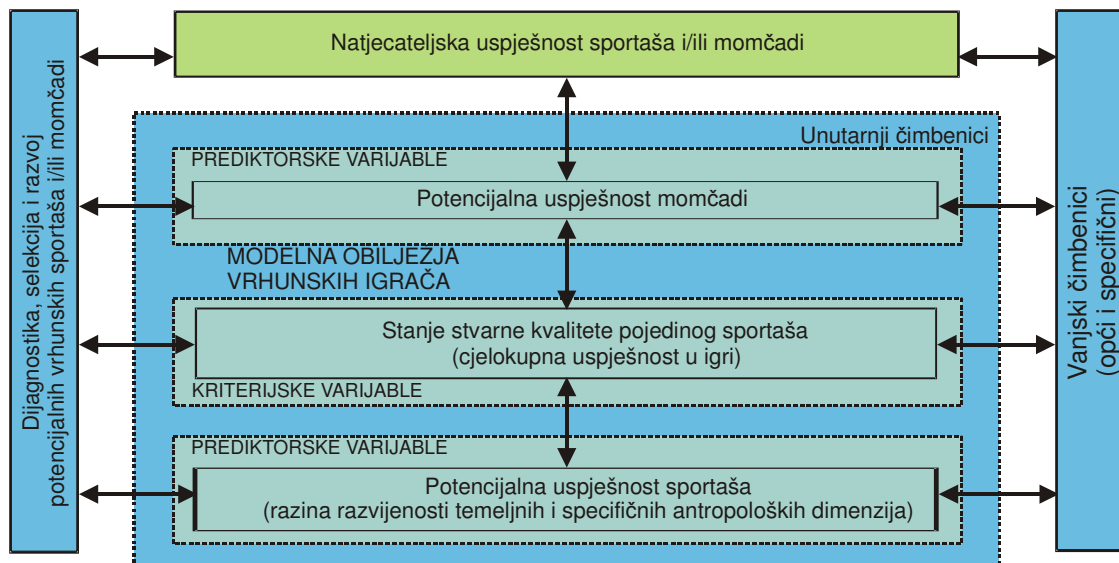 Dijagnostika, selekcija i razvoj
potencijalnih vrhunskih sportaša i/ili momčadi
Natjecateljska uspješnost sportaša i/ili momčadi
Unutarnji čimbenici
PREDIKTORSKE VARIJABLE
Potencijalna uspješnost momčadi
MODELNA OBILJEZJA
VRHUNSKIH IGRAČA
Stanje stvarne kvalitete pojedinog sportaša
(cjelokupna uspješnost u igri)
KRITERIJSKE VARIJABLE
PREDIKTORSKE VARIJABLE
Potencijalna uspješnost sportaša
(razina razvijenosti temeljnih i specifičnih antropoloških dimenzija)
Vanjski čimbenici
(opći i specifični)